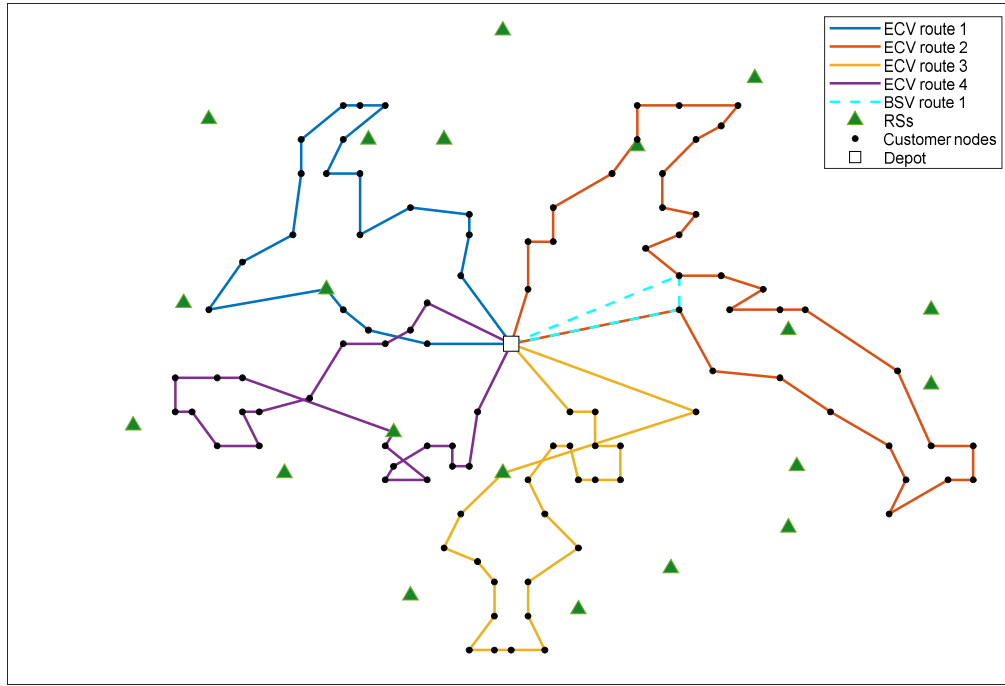 ECV route 1
ECV route 2
ECV route 3
ECV route 4
BSV route 1
RSs
Customer nodes
Depot